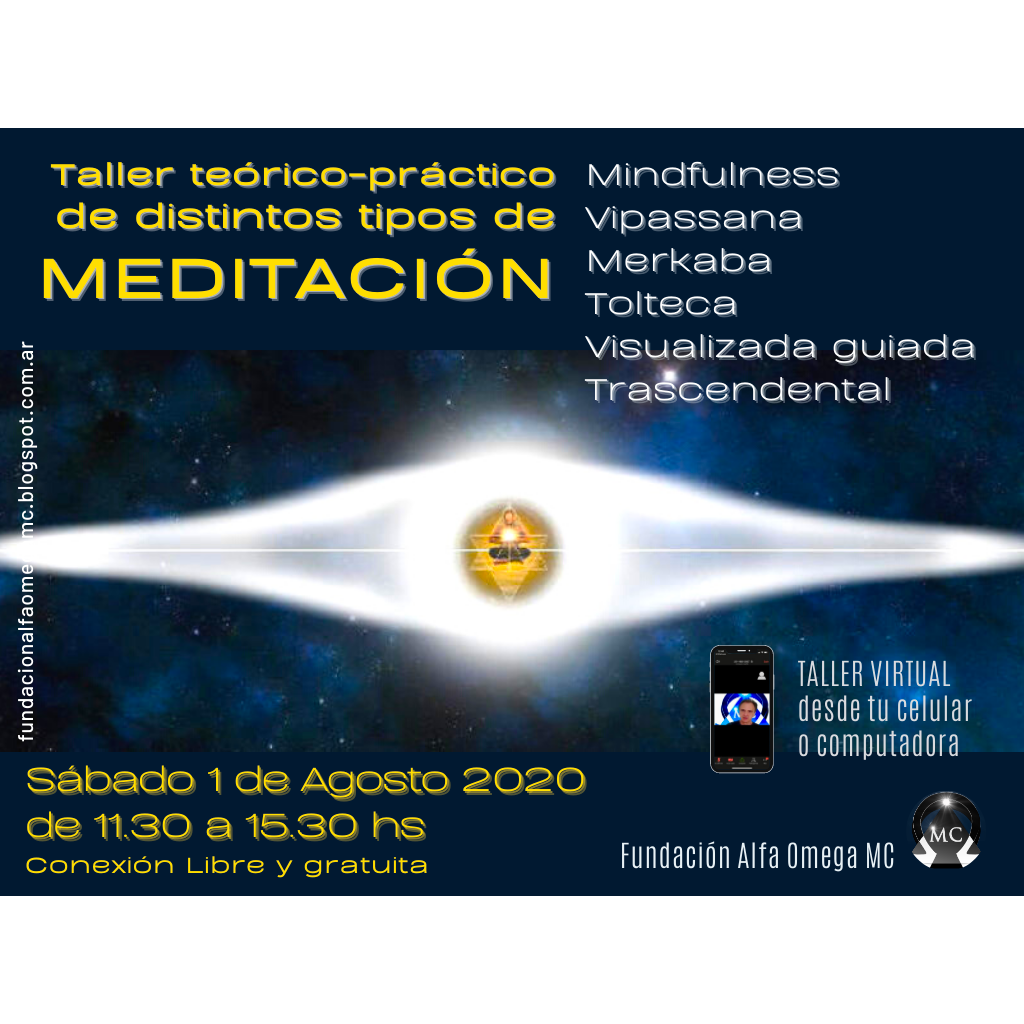 Taller teórico-práctico
de distintos tipos de
MEDITACIÓN
Mindfulness
Vipassana
Merkaba
Tolteca
Visualizada guiada
Trascendental
fundacionalfaome mc.blogspot.com.ar
TALLER VIRTUAL
desde tu celular
o computadora
Sábado 1 de Agosto 2020
de 11.30 a 15.30 hs
Conexión Libre y gratuita
Fundación Alfa Omega MC
MC